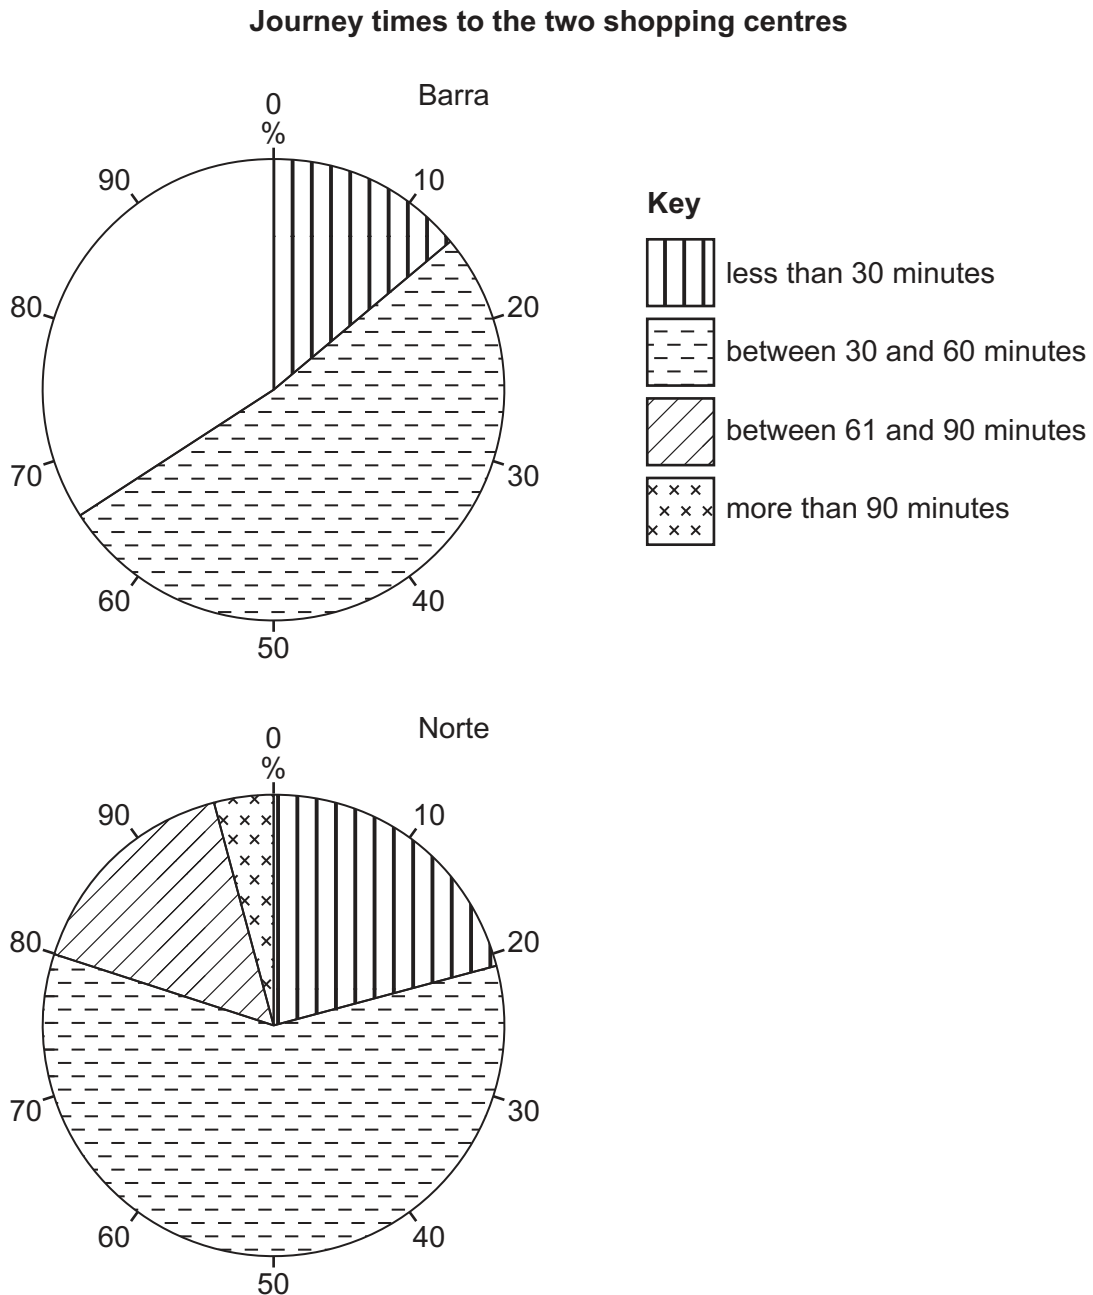 Journey times to the two shopping centres
Barra
0
%
10
20
30
40
50
60
70
80
90
Key
less than 30 minutes
between 30 and 60 minutes
between 61 and 90 minutes
more than 90 minutes
Norte
0
%
10
20
30
40
50
60
70
80
90